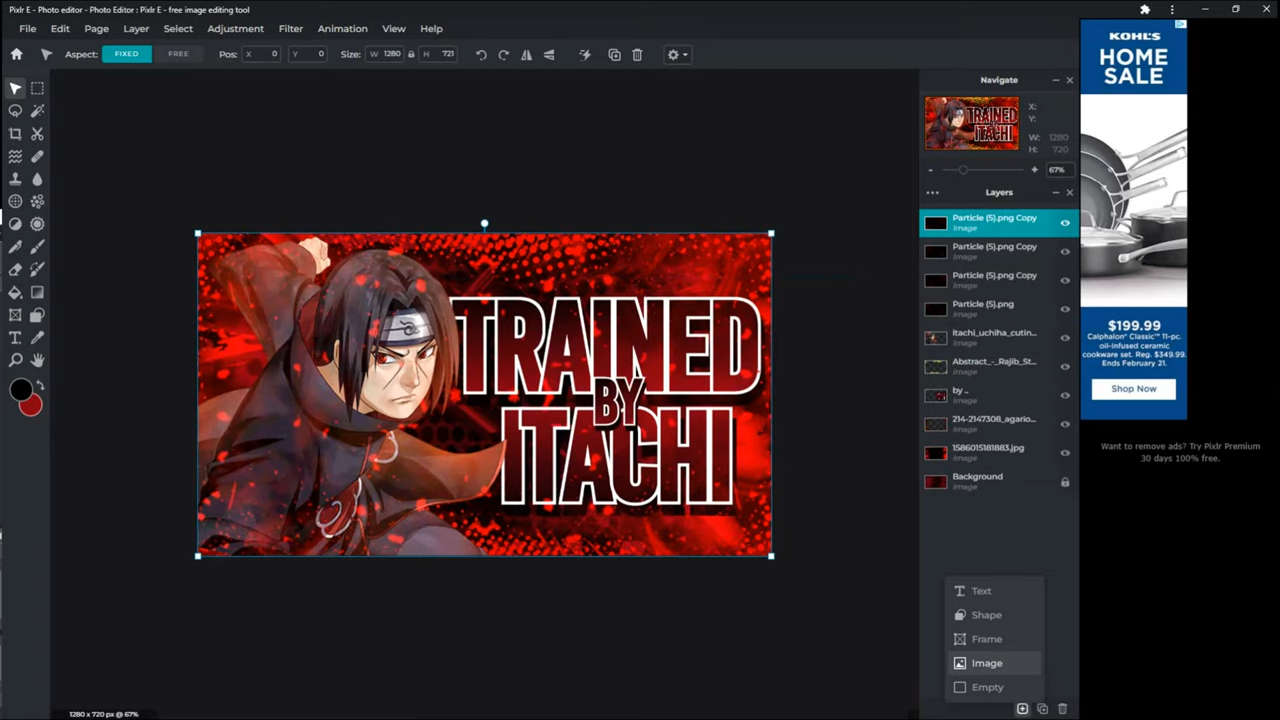 Pixlr E - Photo editor - Photo Editor : Pixlr E - free image editing tool
File Edit Page Layer Select Adjustment Filter Animation View Help
Aspect: FIXED FREE Pos: X 0 Y 0 Size: W 1280 H 721
Navigate
TRAINED
ITACHI
X:
Y:
W: 1280
H: 720
- + 67%
Layers
Particle (5).png Copy
Image
Particle (5).png Copy
Image
Particle (5).png Copy
Image
Particle (5).png
Image
itachi_uchiha_cutin...
Image
Abstract_-_Rajib_St...
Image
by ..
Image
214-2147308_agario...
Image
1586015181883.jpg
Image
Background
Image
TRAINED
BY
ITACHI
Text
Shape
Frame
Image
Empty
1280 x 720 px @ 67%
KOHL'S
HOME
SALE
$199.99
Calphalon® Classic™ 11-pc.
oil-infused ceramic
cookware set. Reg. $349.99.
Ends February 21.
Shop Now
Want to remove ads? Try Pixlr Premium
30 days 100% free.